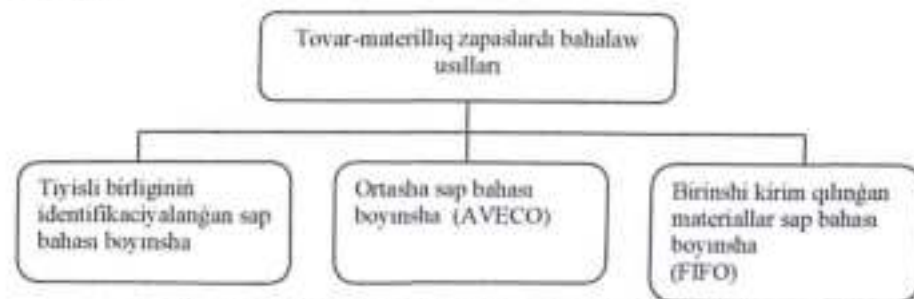 Tovar-materillıq zapaslardı bahalaw
usılları
Tiyisli birliginiń
identifikaciyalanǵan sap
bahası boyınsha
Ortasha sap bahası
boyınsha (AVECO)
Birinshi kirim qılınǵan
materiallar sap bahası
boyınsha
(FIFO)